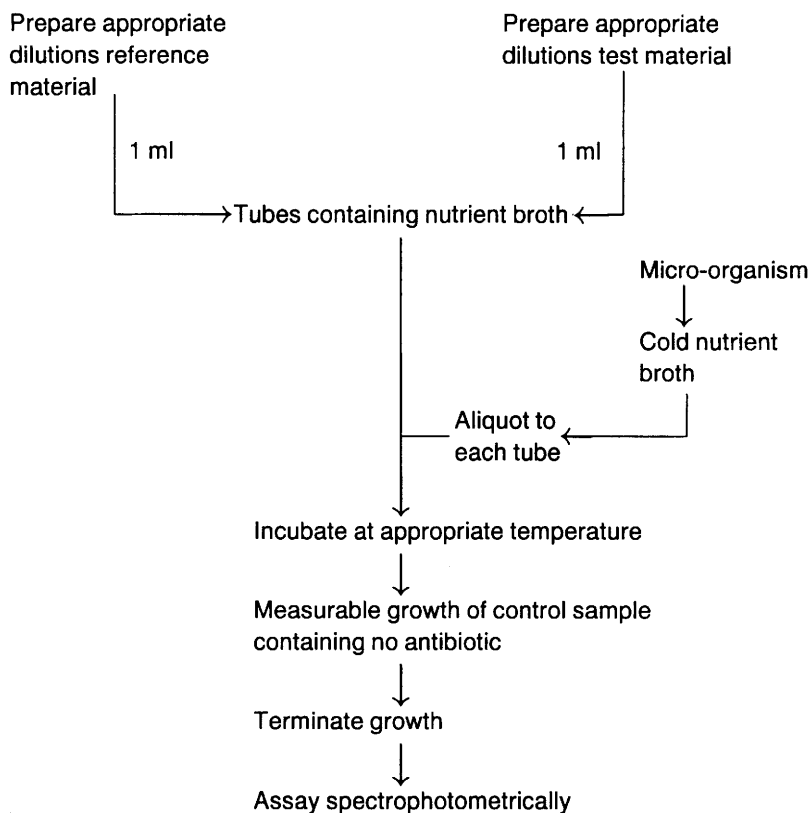 Prepare appropriate
dilutions reference
material
Prepare appropriate
dilutions test material
1 ml
1 ml
Tubes containing nutrient broth
Micro-organism
Cold nutrient
broth
Aliquot to
each tube
Incubate at appropriate temperature
Measurable growth of control sample
containing no antibiotic
Terminate growth
Assay spectrophotometrically